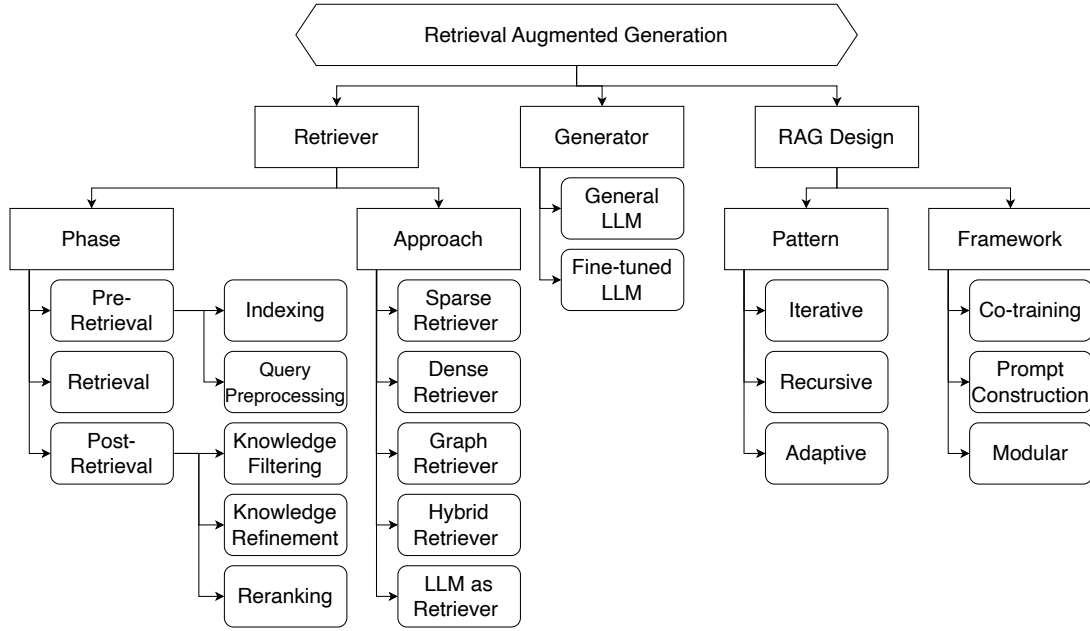 Retrieval Augmented Generation
Retriever
Generator
RAG Design
General
LLM
Fine-tuned
LLM
Phase
Approach
Pattern
Framework
Pre-
Retrieval
Indexing
Query
Preprocessing
Retrieval
Post-
Retrieval
Knowledge
Filtering
Knowledge
Refinement
Reranking
Sparse
Retriever
Dense
Retriever
Graph
Retriever
Hybrid
Retriever
LLM as
Retriever
Iterative
Recursive
Adaptive
Co-training
Prompt
Construction
Modular